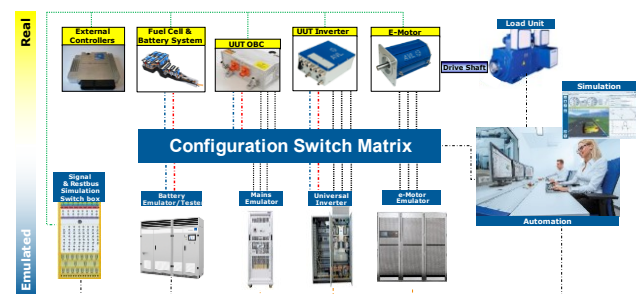 Real
External
Controllers
Fuel Cell &
Battery System
UUT OBC
UUT Inverter
E-Motor
Load Unit
Drive Shaft
Simulation
Configuration Switch Matrix
Signal
& Restbus
Simulation
Switch box
Battery
Emulator/Tester
Mains
Emulator
Universal
Inverter
e-Motor
Emulator
Automation
Emulated